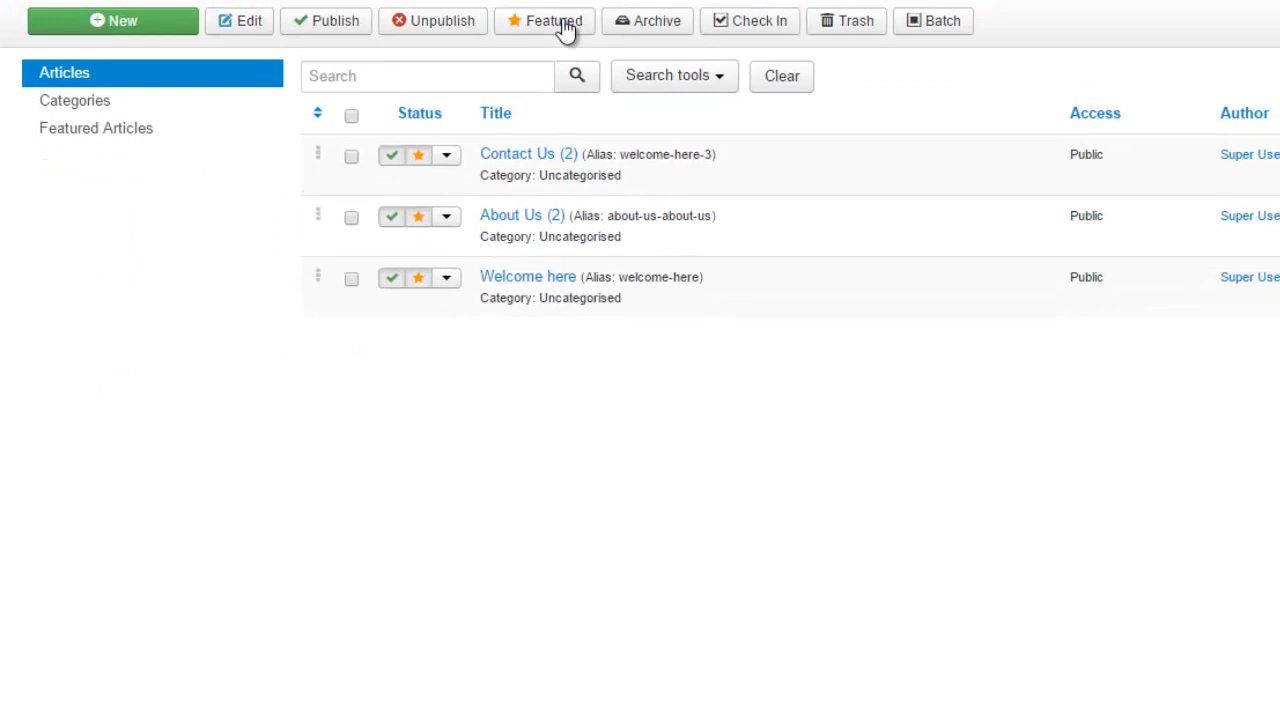 New Edit Publish Unpublish Featured Archive Check In Trash Batch
Articles
Categories
Featured Articles
Search Search tools Clear
Status Title Access Author
Contact Us (2) (Alias: welcome-here-3) Public Super Use
Category: Uncategorised
About Us (2) (Alias: about-us-about-us) Public Super Use
Category: Uncategorised
Welcome here (Alias: welcome-here) Public Super Use
Category: Uncategorised